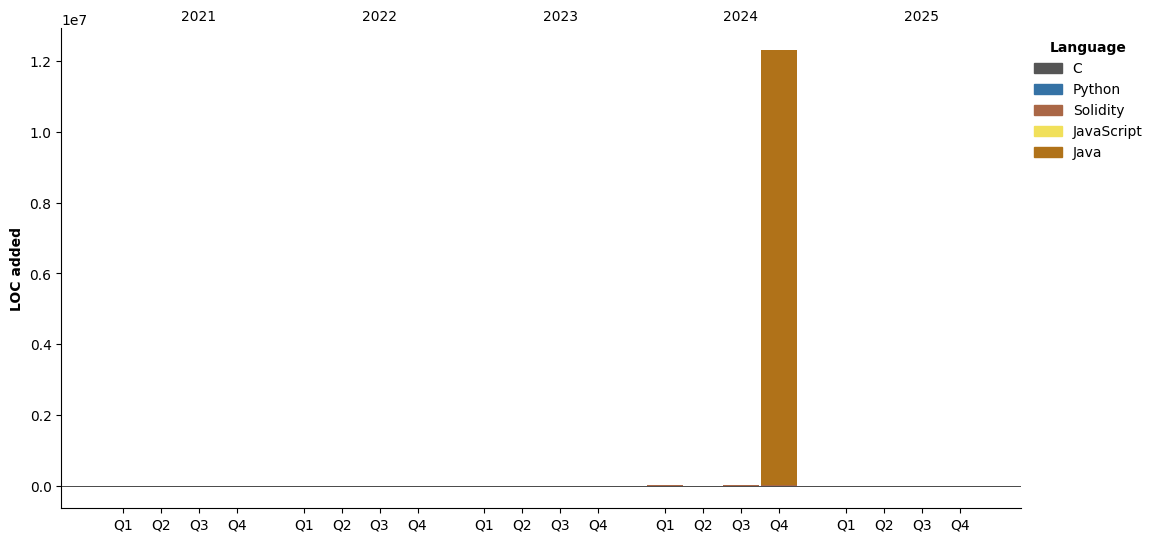 1e7
2021 2022 2023 2024 2025
LOC added
1.2
1.0
0.8
0.6
0.4
0.2
0.0
Q1 Q2 Q3 Q4 Q1 Q2 Q3 Q4 Q1 Q2 Q3 Q4 Q1 Q2 Q3 Q4 Q1 Q2 Q3 Q4
Language
C
Python
Solidity
JavaScript
Java